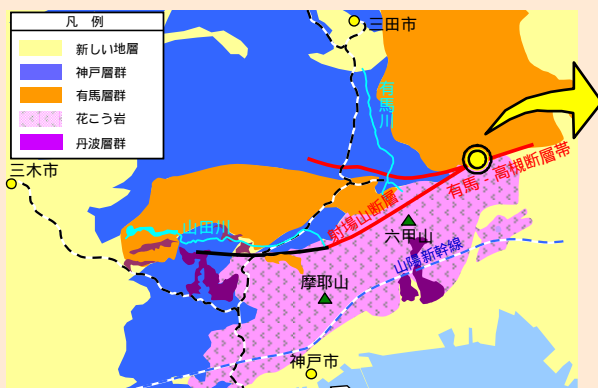 凡 例
新しい地層
神戸層群
有馬層群
花こう岩
丹波層群
三田市
有馬川
三木市
有馬・高槻断層帯
山田川
射場山断層
六甲山
山陽新幹線
摩耶山
神戸市